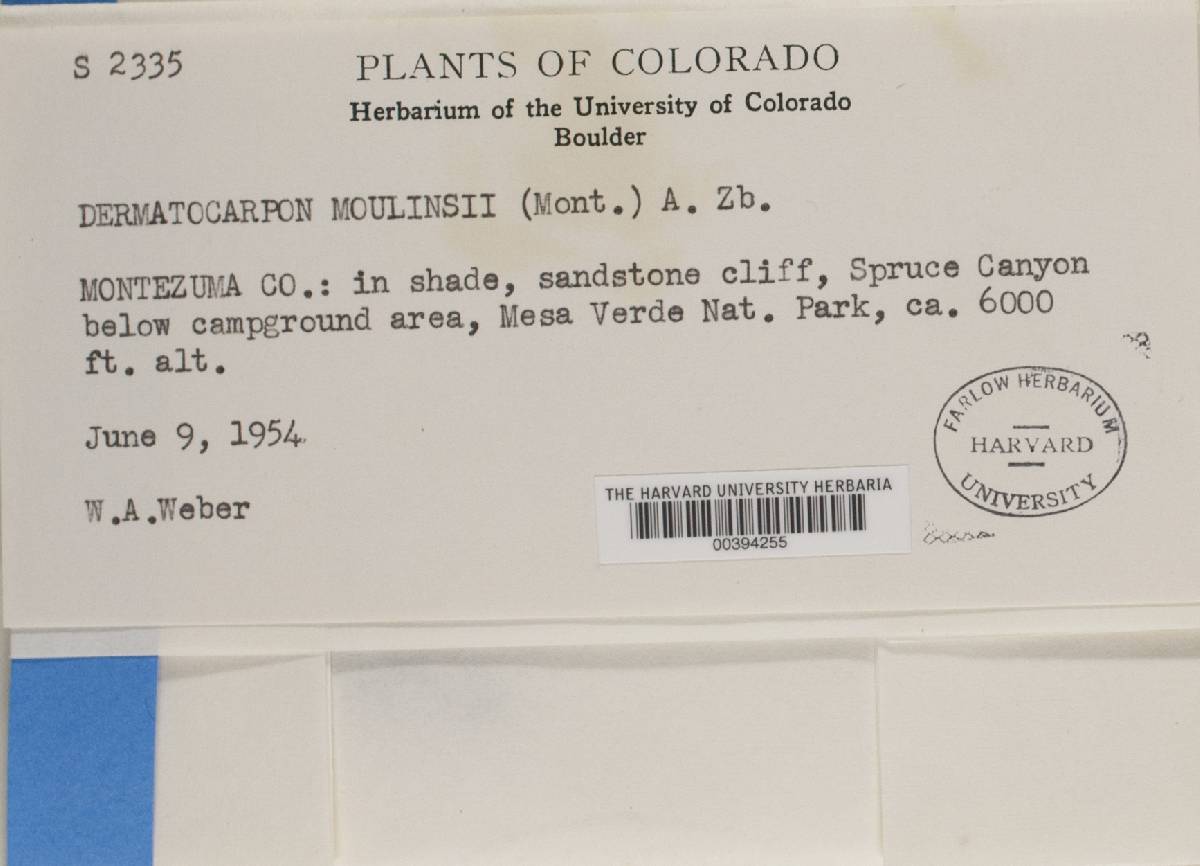 S 2335
PLANTS OF COLORADO
Herbarium of the University of Colorado
Boulder
DERMATOCARPON MOULINSII (Mont.) A. Zb.
MONTEZUMA CO.: in shade, sandstone cliff, Spruce Canyon
below campground area, Mesa Verde Nat. Park, ca. 6000
ft. alt.
June 9, 1954
W.A.Weber
FARLOW HERBARIUM
HARVARD
UNIVERSITY
THE HARVARD UNIVERSITY HERBARIA
00394255